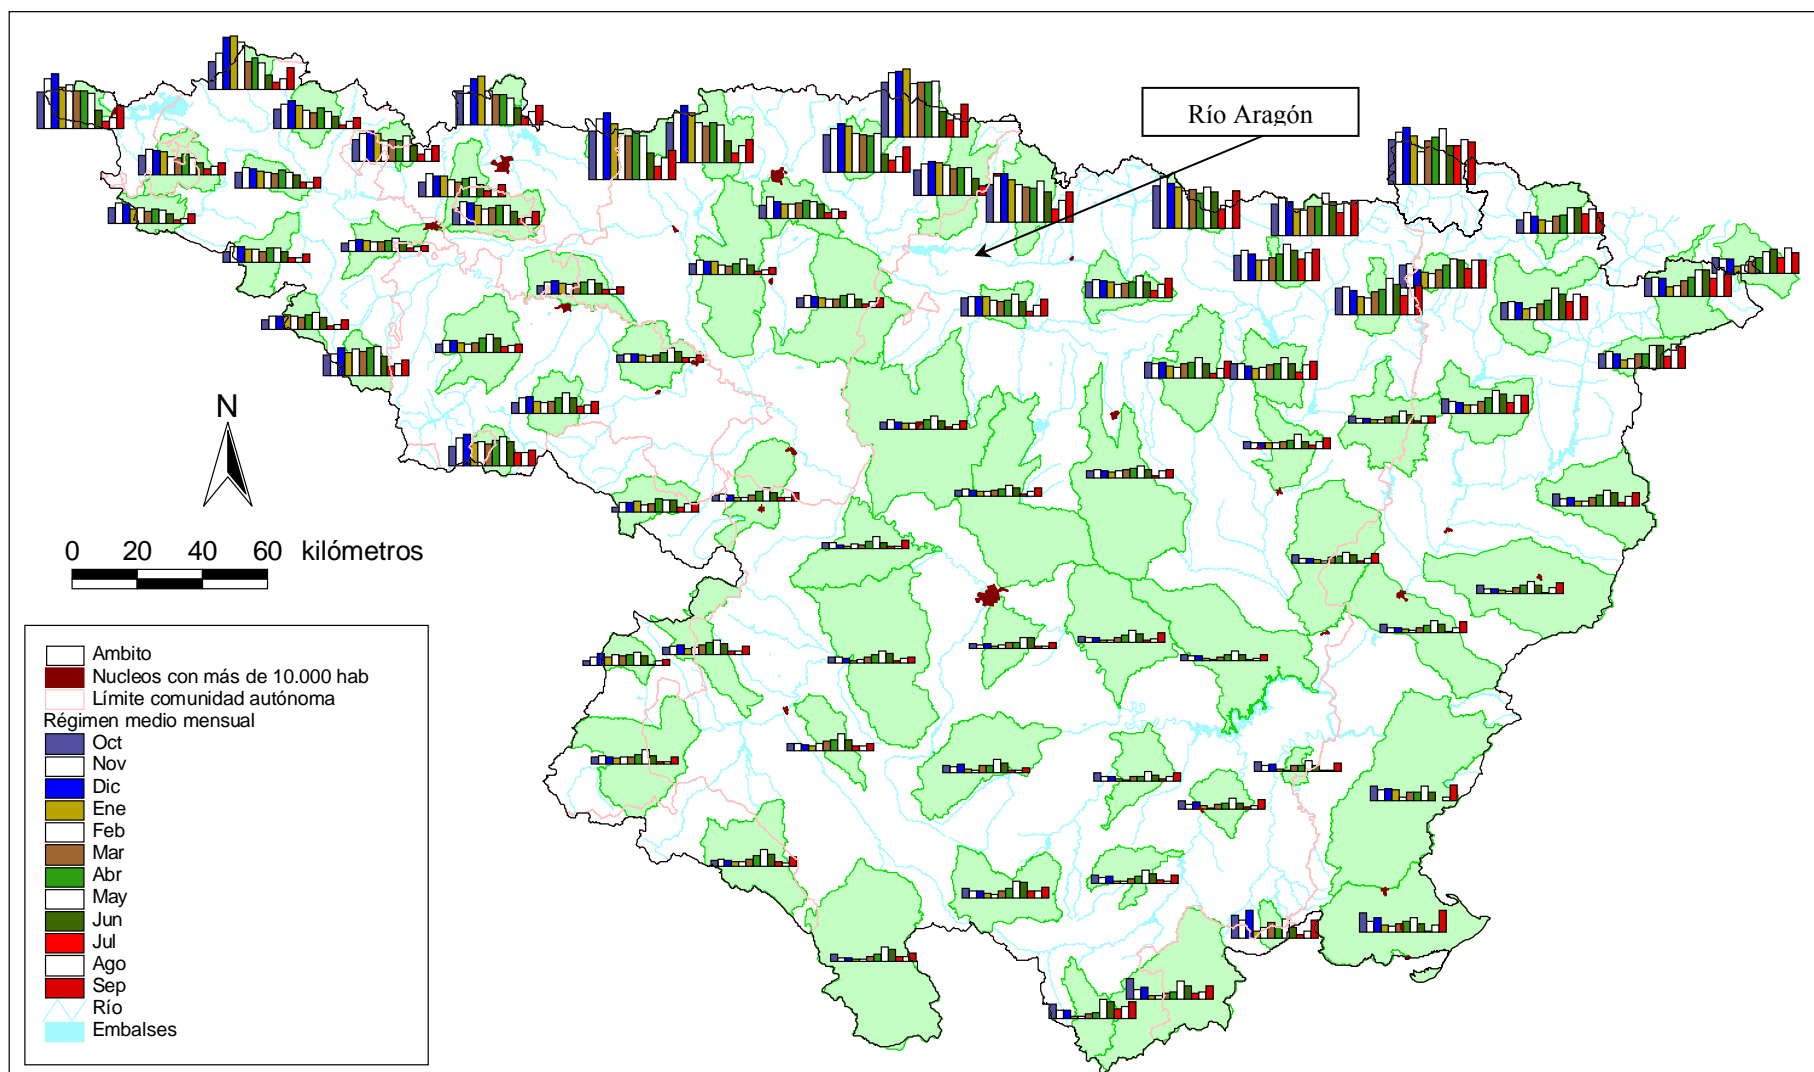 Río Aragón
N
0 20 40 60 kilómetros
Ambito
Nucleos con más de 10.000 hab
Límite comunidad autónoma
Régimen medio mensual
Oct
Nov
Dic
Ene
Feb
Mar
Abr
May
Jun
Jul
Ago
Sep
Río
Embalses